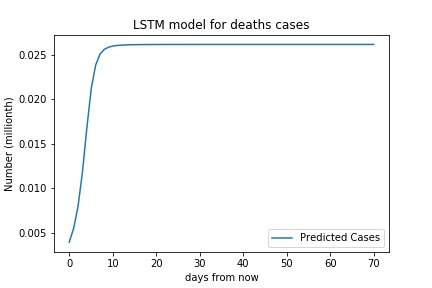 LSTM model for deaths cases
Number (millionth)
0.025
0.020
0.015
0.010
0.005
0 10 20 30 40 50 60 70
days from now
Predicted Cases